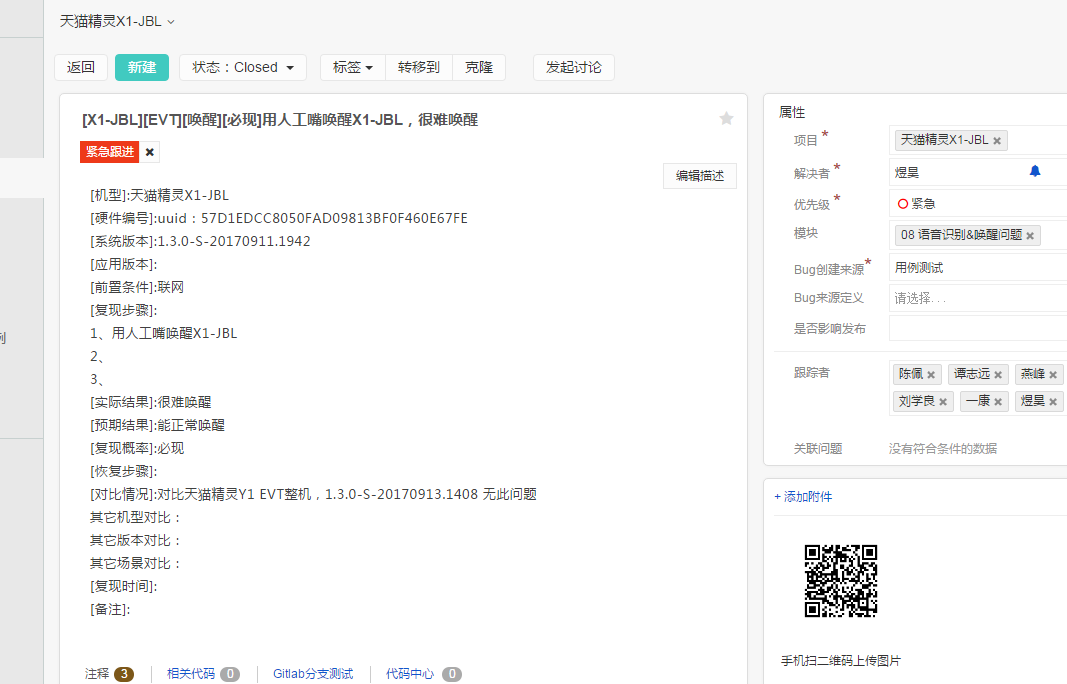 天猫精灵X1-JBL
返回 新建 状态：Closed 标签 转移到 克隆 发起讨论
[X1-JBL][EVT][唤醒][必现]用人工嘴唤醒X1-JBL，很难唤醒
紧急跟进 ×
编辑描述
[机型]:天猫精灵X1-JBL
[硬件编号]:uuid：57D1EDCC8050FAD09813BF0F460E67FE
[系统版本]:1.3.0-S-20170911.1942
[应用版本]:
[前置条件]:联网
[复现步骤]:
1、用人工嘴唤醒X1-JBL
2、
3、
[实际结果]:很难唤醒
[预期结果]:能正常唤醒
[复现概率]:必现
[恢复步骤]:
[对比情况]:对比天猫精灵Y1 EVT整机，1.3.0-S-20170913.1408 无此问题
其它机型对比：
其它版本对比：
其它场景对比：
[复现时间]:
[备注]:
注释 3 相关代码 0 Gitlab分支测试 代码中心 0
属性
项目* 天猫精灵X1-JBL ×
解决者* 煜昊
优先级* 紧急
模块 08 语音识别&唤醒问题 ×
Bug创建来源* 用例测试
Bug来源定义 请选择...
是否影响发布
跟踪者 陈佩 × 谭志远 × 燕峰 ×
刘学良 × 一康 × 煜昊 ×
关联问题 没有符合条件的数据
+ 添加附件
手机扫二维码上传图片